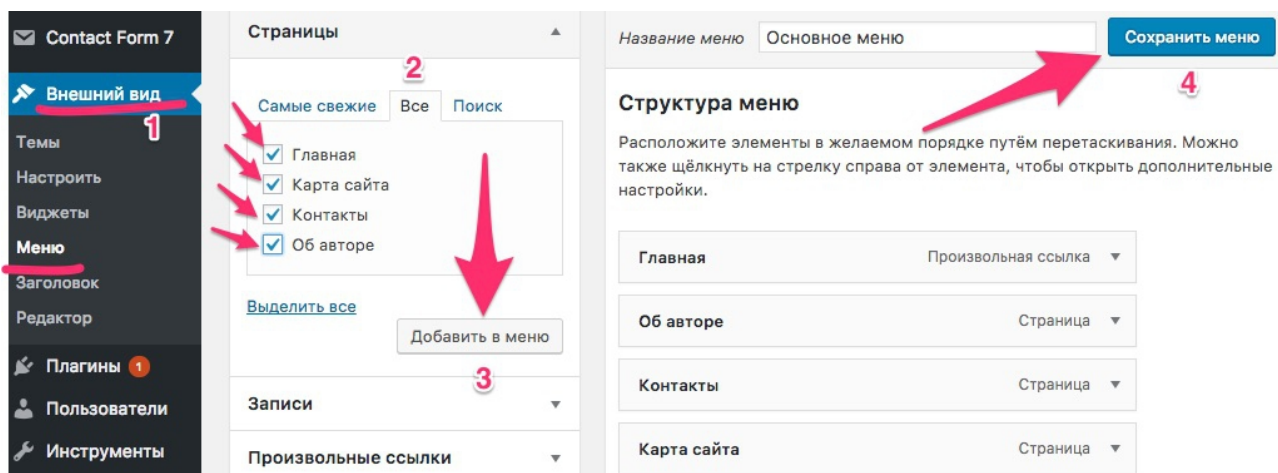 Contact Form 7
Внешний вид
1
Темы
Настроить
Виджеты
Меню
Заголовок
Редактор
Плагины 1
Пользователи
Инструменты
Страницы
2
Самые свежие Все Поиск
Главная
Карта сайта
Контакты
Об авторе
Выделить все
Добавить в меню
3
Записи
Произвольные ссылки
Название меню Основное меню Сохранить меню
4
Структура меню
Расположите элементы в желаемом порядке путём перетаскивания. Можно
также щёлкнуть на стрелку справа от элемента, чтобы открыть дополнительные
настройки.
Главная Произвольная ссылка
Об авторе Страница
Контакты Страница
Карта сайта Страница